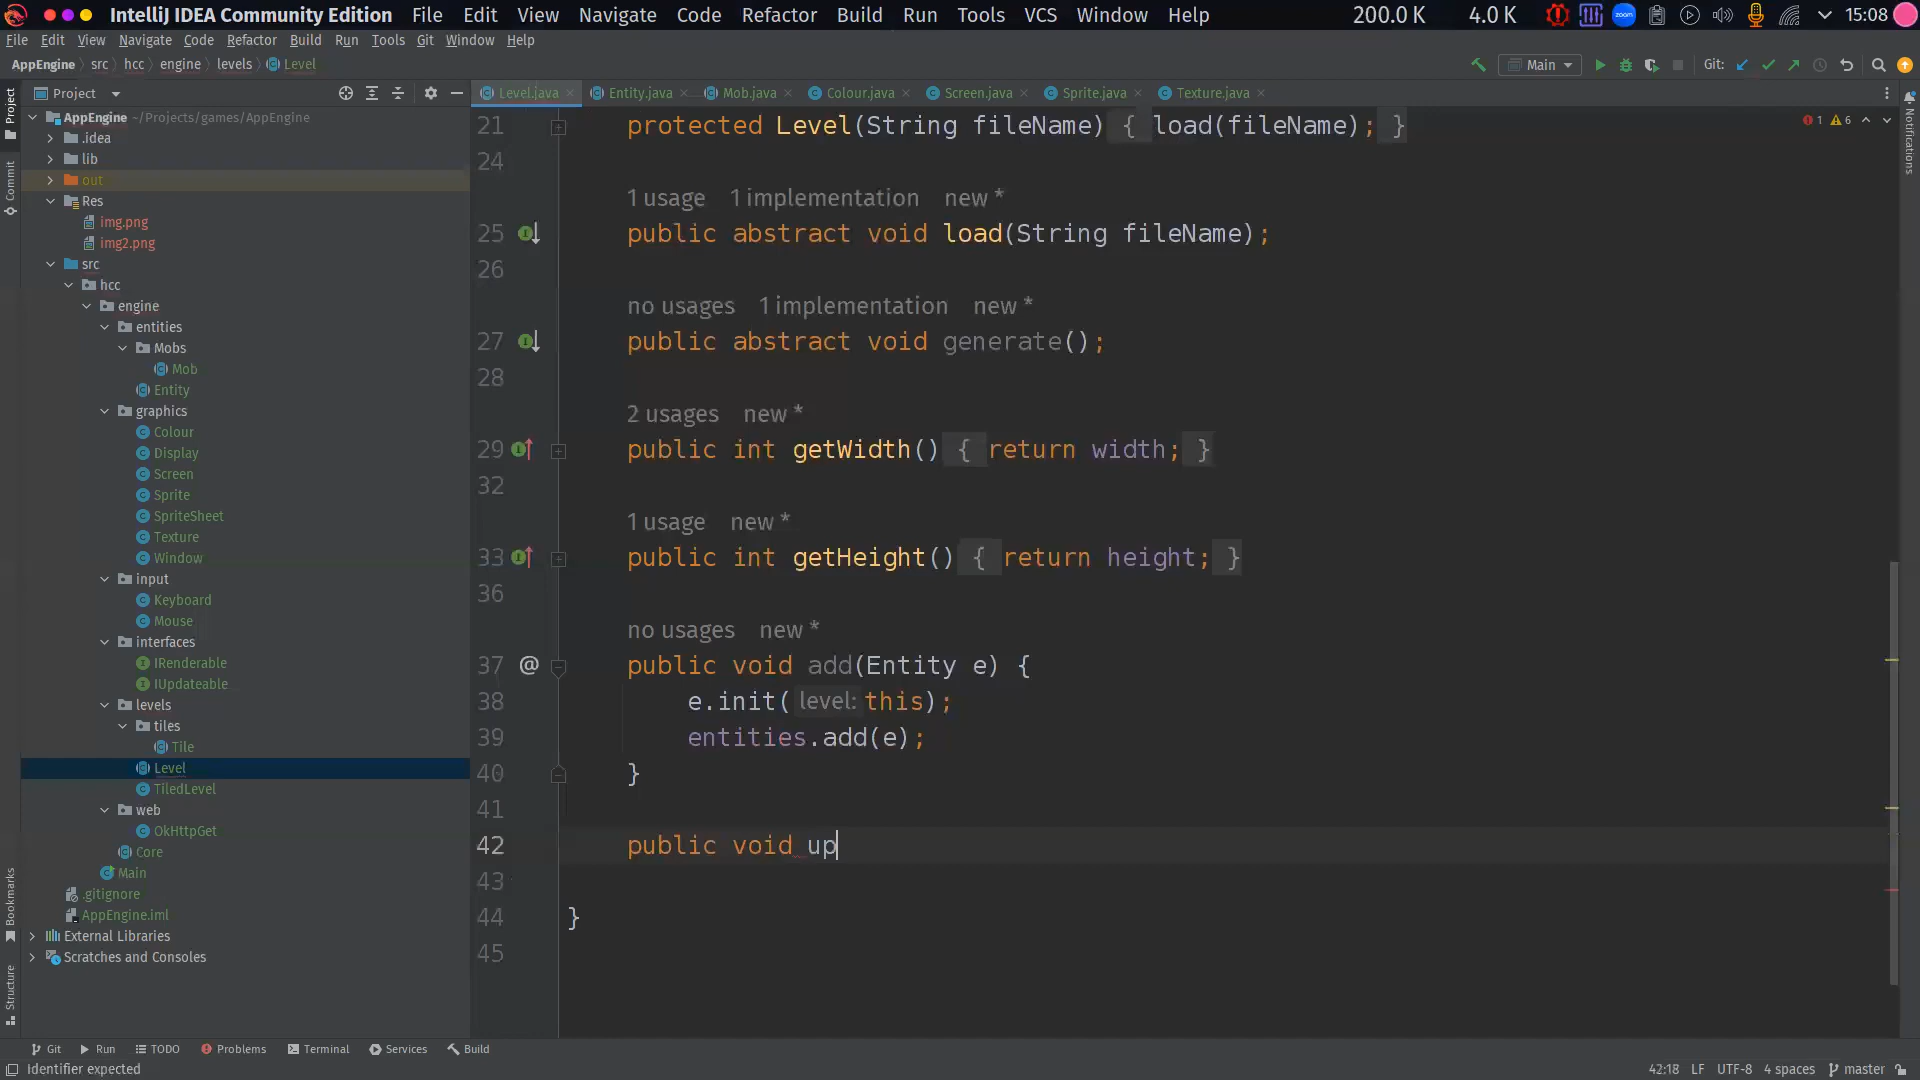 IntelliJ IDEA Community Edition File Edit View Navigate Code Refactor Build Run Tools VCS Window Help 200.0 K 4.0 K zoom 15:08
File Edit View Navigate Code Refactor Build Run Tools Git Window Help
AppEngine src hcc engine levels Level Main Git:
Project
Commit
Bookmarks
Structure
Notifications
Project
AppEngine ~/Projects/games/AppEngine
.idea
lib
out
Res
img.png
img2.png
src
hcc
engine
entities
Mobs
Mob
Entity
graphics
Colour
Display
Screen
Sprite
SpriteSheet
Texture
Window
input
Keyboard
Mouse
interfaces
IRenderable
IUpdateable
levels
tiles
Tile
Level
TiledLevel
web
OkHttpGet
Core
Main
.gitignore
AppEngine.iml
External Libraries
Scratches and Consoles
Level.java Entity.java Mob.java Colour.java Screen.java Sprite.java Texture.java
1 6
21 protected Level(String fileName) { load(fileName); }
24
1 usage 1 implementation new *
25 public abstract void load(String fileName);
26
no usages 1 implementation new *
27 public abstract void generate();
28
2 usages new *
29 public int getWidth() { return width; }
32
1 usage new *
33 public int getHeight() { return height; }
36
no usages new *
37 @ public void add(Entity e) {
38 e.init( level: this);
39 entities.add(e);
40 }
41
42 public void up
43
44 }
45
Git Run TODO Problems Terminal Services Build
Identifier expected 42:18 LF UTF-8 4 spaces master